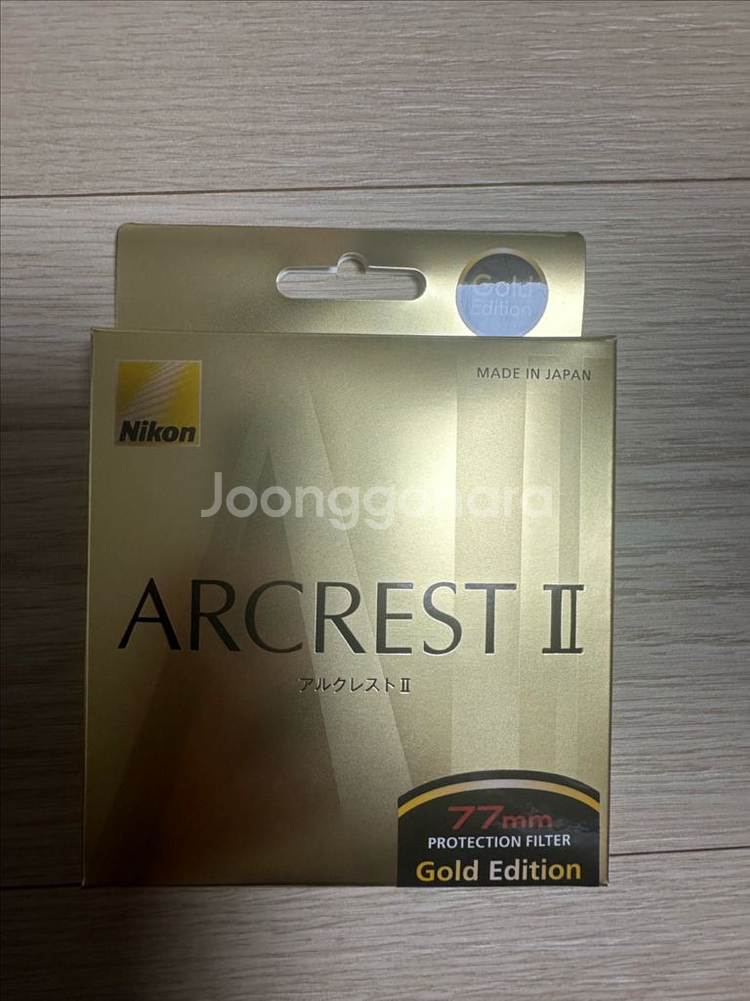 Gold
Edition
MADE IN JAPAN
Nikon
Joonggonara
ARCREST II
アルクレストII
77mm
PROTECTION FILTER
Gold Edition